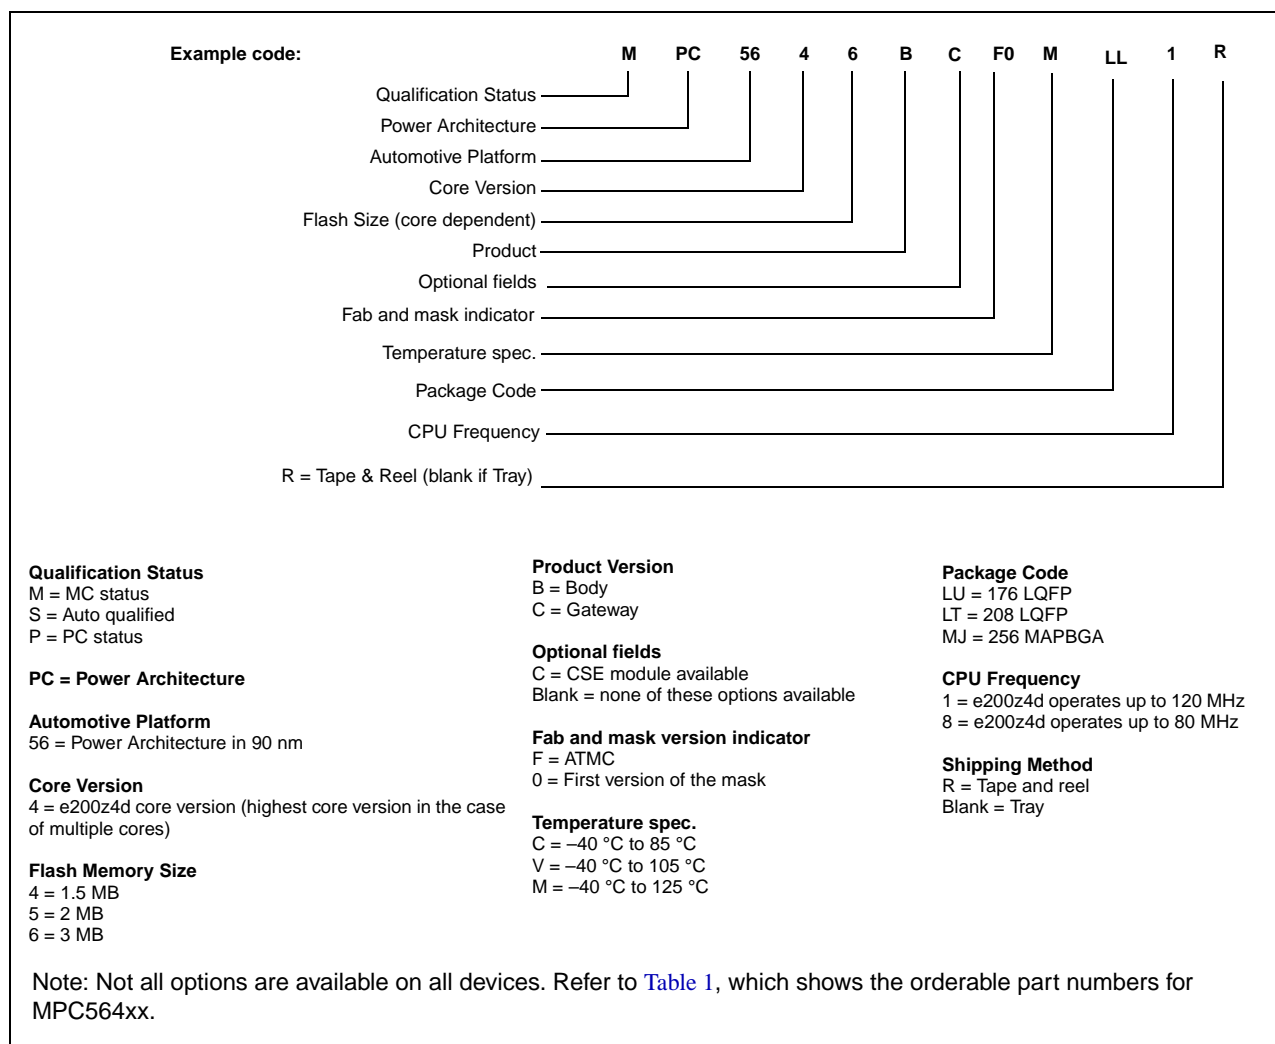 Example code: M PC 56 4 6 B C F0 M LL 1 R
Qualification Status
Power Architecture
Automotive Platform
Core Version
Flash Size (core dependent)
Product
Optional fields
Fab and mask indicator
Temperature spec.
Package Code
CPU Frequency
R = Tape & Reel (blank if Tray)
Qualification Status
M = MC status
S = Auto qualified
P = PC status
PC = Power Architecture
Automotive Platform
56 = Power Architecture in 90 nm
Core Version
4 = e200z4d core version (highest core version in the case
of multiple cores)
Flash Memory Size
4 = 1.5 MB
5 = 2 MB
6 = 3 MB
Product Version
B = Body
C = Gateway
Optional fields
C = CSE module available
Blank = none of these options available
Fab and mask version indicator
F = ATMC
0 = First version of the mask
Temperature spec.
C = –40 °C to 85 °C
V = –40 °C to 105 °C
M = –40 °C to 125 °C
Package Code
LU = 176 LQFP
LT = 208 LQFP
MJ = 256 MAPBGA
CPU Frequency
1 = e200z4d operates up to 120 MHz
8 = e200z4d operates up to 80 MHz
Shipping Method
R = Tape and reel
Blank = Tray
Note: Not all options are available on all devices. Refer to Table 1, which shows the orderable part numbers for
MPC564xx.